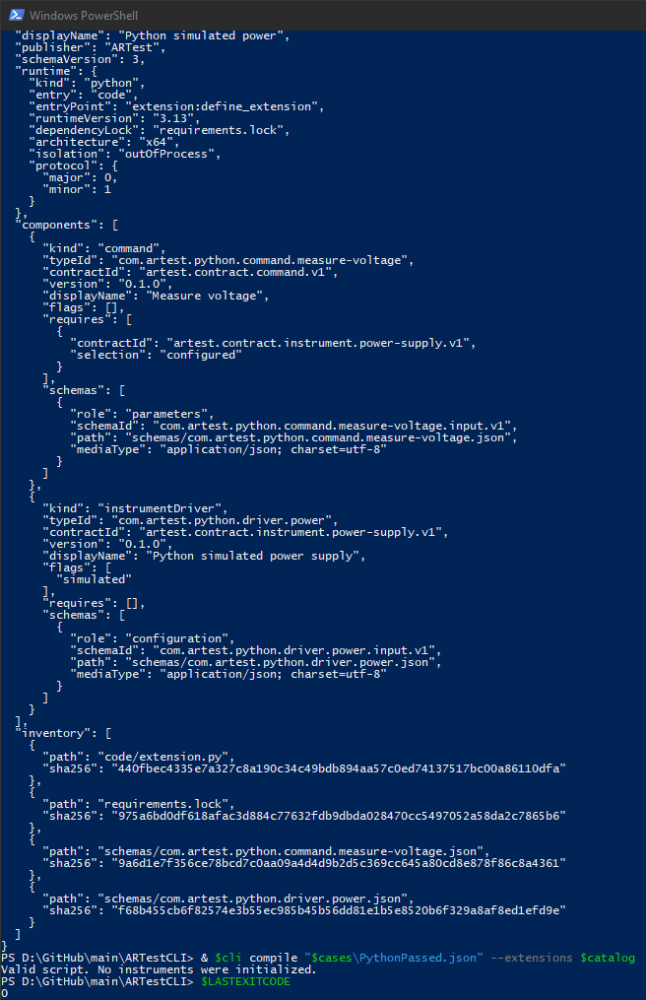 Windows PowerShell
  "displayName": "Python simulated power",
  "publisher": "ARTest",
  "schemaVersion": 3,
  "runtime": {
    "kind": "python",
    "entry": "code",
    "entryPoint": "extension:define_extension",
    "runtimeVersion": "3.13",
    "dependencyLock": "requirements.lock",
    "architecture": "x64",
    "isolation": "outOfProcess",
    "protocol": {
      "major": 0,
      "minor": 1
    }
  },
  "components": [
    {
      "kind": "command",
      "typeId": "com.artest.python.command.measure-voltage",
      "contractId": "artest.contract.command.v1",
      "version": "0.1.0",
      "displayName": "Measure voltage",
      "flags": [],
      "requires": [
        {
          "contractId": "artest.contract.instrument.power-supply.v1",
          "selection": "configured"
        }
      ],
      "schemas": [
        {
          "role": "parameters",
          "schemaId": "com.artest.python.command.measure-voltage.input.v1",
          "path": "schemas/com.artest.python.command.measure-voltage.json",
          "mediaType": "application/json; charset=utf-8"
        }
      ]
    },
    {
      "kind": "instrumentDriver",
      "typeId": "com.artest.python.driver.power",
      "contractId": "artest.contract.instrument.power-supply.v1",
      "version": "0.1.0",
      "displayName": "Python simulated power supply",
      "flags": [
        "simulated"
      ],
      "requires": [],
      "schemas": [
        {
          "role": "configuration",
          "schemaId": "com.artest.python.driver.power.input.v1",
          "path": "schemas/com.artest.python.driver.power.json",
          "mediaType": "application/json; charset=utf-8"
        }
      ]
    }
  ],
  "inventory": [
    {
      "path": "code/extension.py",
      "sha256": "440fbec4335e7a327c8a190c34c49bdb894aa57c0ed74137517bc00a86110dfa"
    },
    {
      "path": "requirements.lock",
      "sha256": "975a6bd0df618afac3d884c77632fdb9dbda028470cc5497052a58da2c7865b6"
    },
    {
      "path": "schemas/com.artest.python.command.measure-voltage.json",
      "sha256": "9a6d1e7f356ce78bcd7c0aa09a4d4d9b2d5c369cc645a80cd8e878f86c8a4361"
    },
    {
      "path": "schemas/com.artest.python.driver.power.json",
      "sha256": "f68b455cb6f82574e3b55ec985b45b56dd81e1b5e8520b6f329a8af8ed1efd9e"
    }
  ]
}
PS D:\GitHub\main\ARTestCLI> & $cli compile "$cases\PythonPassed.json" --extensions $catalog
Valid script. No instruments were initialized.
PS D:\GitHub\main\ARTestCLI> $LASTEXITCODE
0